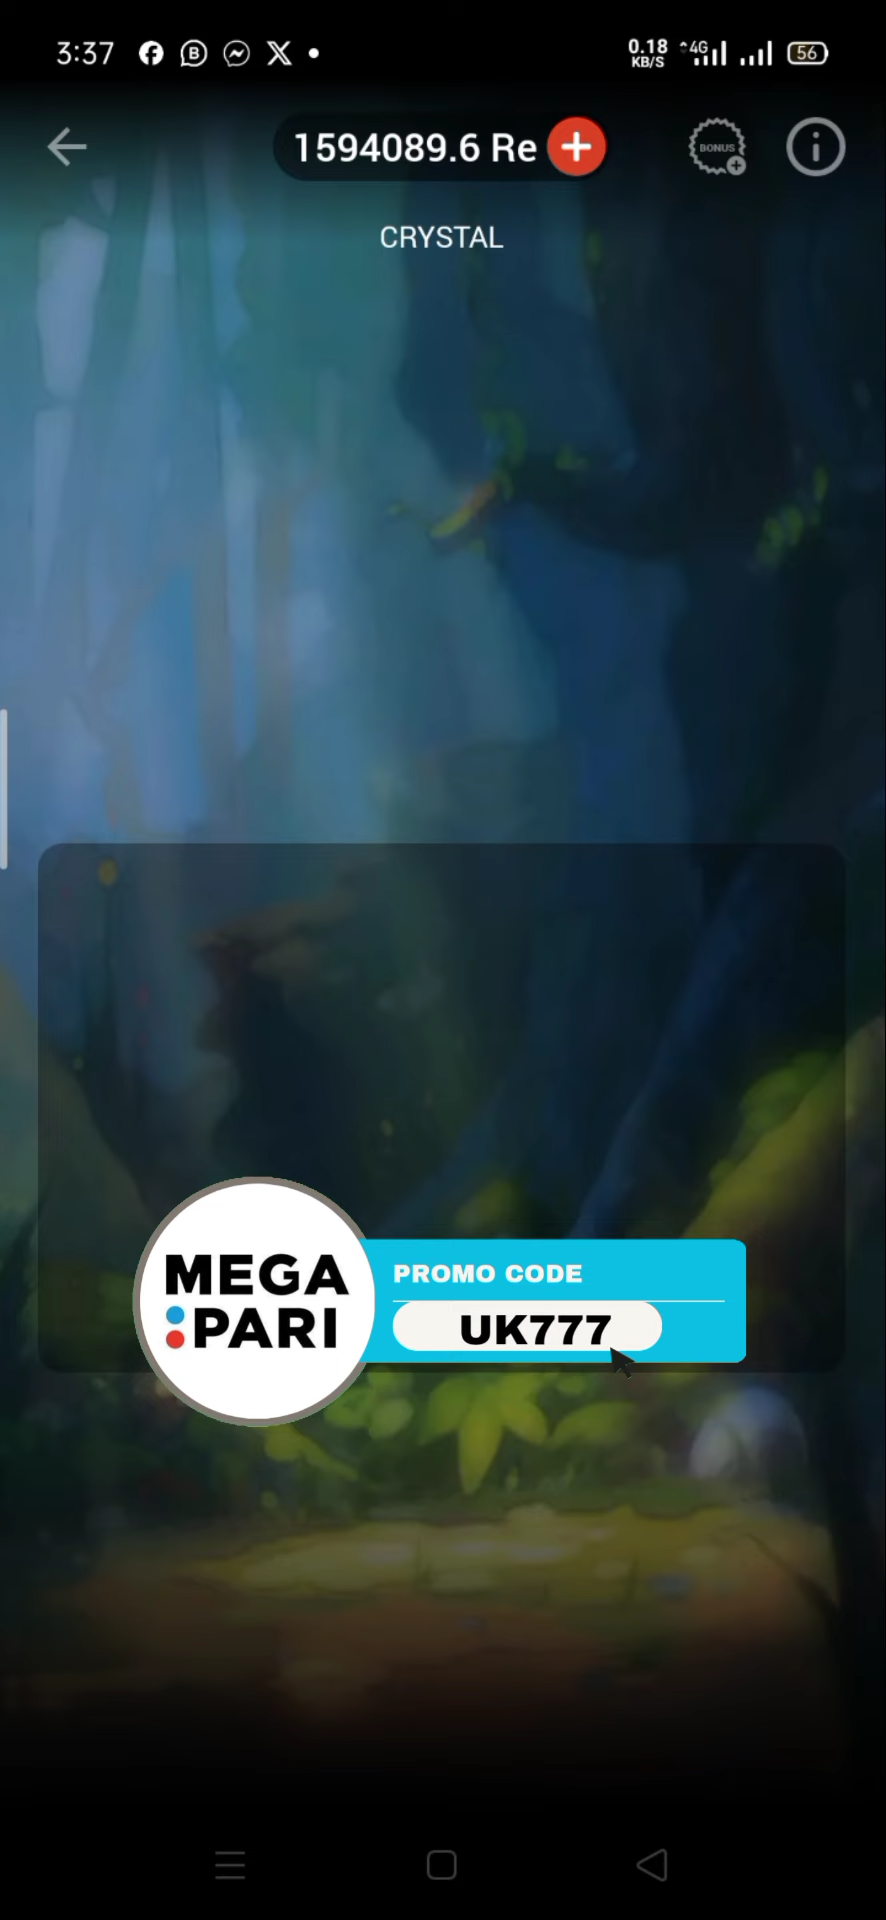 3:37
0.18
KB/S
4G
56
1594089.6 Re
BONUS
CRYSTAL
MEGA
PARI
PROMO CODE
UK777